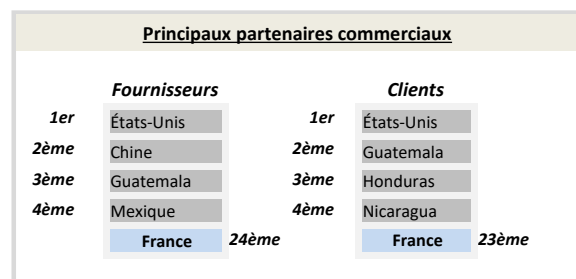 Principaux partenaires commerciaux
Fournisseurs
1er États-Unis
2ème Chine
3ème Guatemala
4ème Mexique
France 24ème
Clients
1er États-Unis
2ème Guatemala
3ème Honduras
4ème Nicaragua
France 23ème